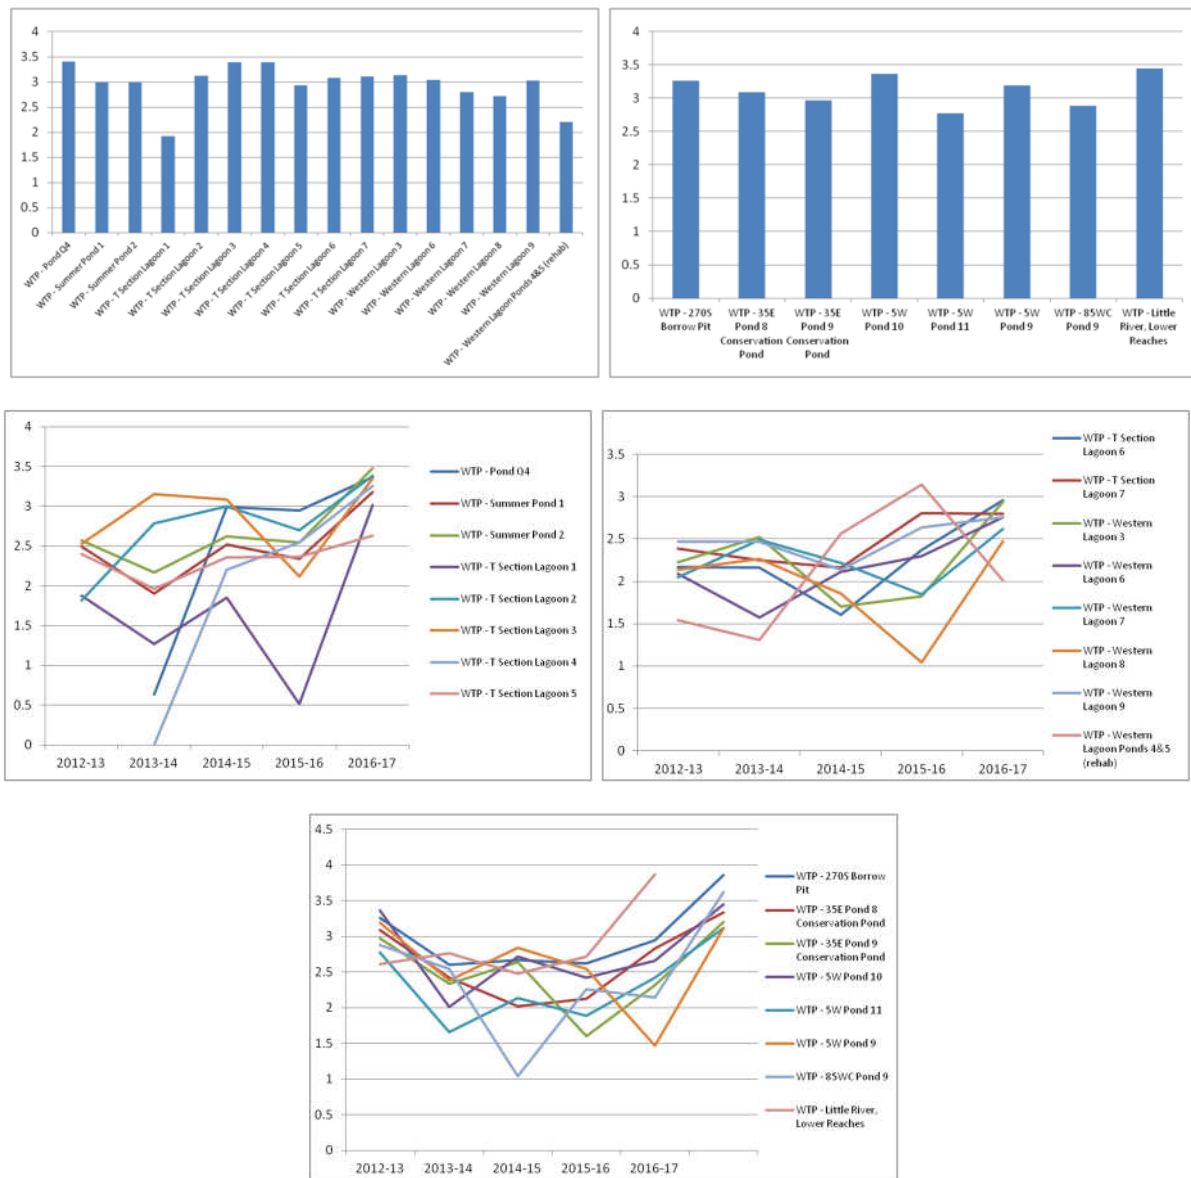 4
3.5
3
2.5
2
1.5
1
0.5
0
WTP - Pond Q4
WTP - Summer Pond 1
WTP - Summer Pond 2
WTP - T Section Lagoon 1
WTP - T Section Lagoon 2
WTP - T Section Lagoon 3
WTP - T Section Lagoon 4
WTP - T Section Lagoon 5
WTP - T Section Lagoon 6
WTP - T Section Lagoon 7
WTP - Western Lagoon 3
WTP - Western Lagoon 6
WTP - Western Lagoon 7
WTP - Western Lagoon 8
WTP - Western Lagoon 9
WTP - Western Lagoon Ponds 4&5 (rehab)
4
3.5
3
2.5
2
1.5
1
0.5
0
WTP - 270S
Borrow Pit
WTP - 35E
Pond 8
Conservation
Pond
WTP - 35E
Pond 9
Conservation
Pond
WTP - 5W
Pond 10
WTP - 5W
Pond 11
WTP - 5W
Pond 9
WTP - 85WC
Pond 9
WTP - Little
River, Lower
Reaches
4
3.5
3
2.5
2
1.5
1
0.5
0
2012-13 2013-14 2014-15 2015-16 2016-17
WTP - Pond Q4
WTP - Summer Pond 1
WTP - Summer Pond 2
WTP - T Section Lagoon 1
WTP - T Section Lagoon 2
WTP - T Section Lagoon 3
WTP - T Section Lagoon 4
WTP - T Section Lagoon 5
3.5
3
2.5
2
1.5
1
0.5
0
2012-13 2013-14 2014-15 2015-16 2016-17
WTP - T Section
Lagoon 6
WTP - T Section
Lagoon 7
WTP - Western
Lagoon 3
WTP - Western
Lagoon 6
WTP - Western
Lagoon 7
WTP - Western
Lagoon 8
WTP - Western
Lagoon 9
WTP - Western
Lagoon Ponds 4&5
(rehab)
4.5
4
3.5
3
2.5
2
1.5
1
0.5
0
2012-13 2013-14 2014-15 2015-16 2016-17
WTP - 270S Borrow
Pit
WTP - 35E Pond 8
Conservation Pond
WTP - 35E Pond 9
Conservation Pond
WTP - 5W Pond 10
WTP - 5W Pond 11
WTP - 5W Pond 9
WTP - 85WC Pond 9
WTP - Little River,
Lower Reaches